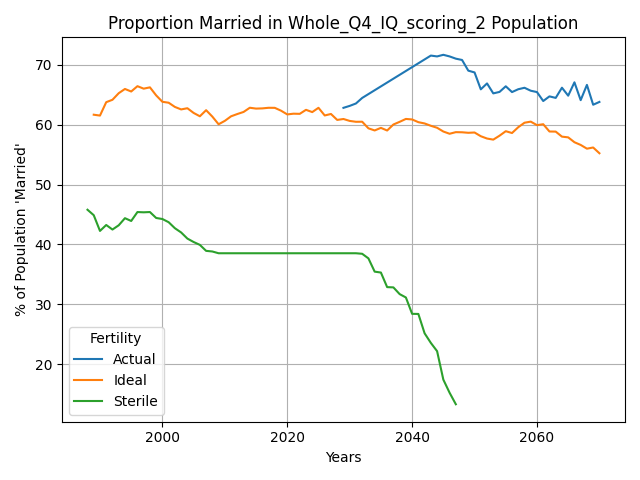 Proportion Married in Whole_Q4_IQ_scoring_2 Population
% of Population 'Married'
70
60
50
40
30
20
Fertility
Actual
Ideal
Sterile
2000
2020
2040
2060
Years